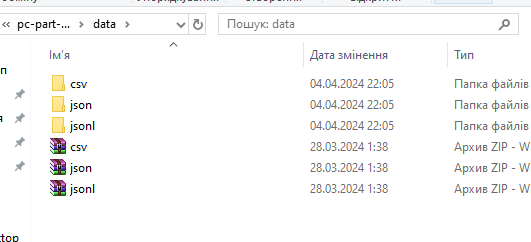 « pc-part-... › data
Пошук: data
Ім'я Дата змінення Тип
csv 04.04.2024 22:05 Папка файлів
json 04.04.2024 22:05 Папка файлів
jsonl 04.04.2024 22:05 Папка файлів
csv 28.03.2024 1:38 Архив ZIP - W
json 28.03.2024 1:38 Архив ZIP - W
jsonl 28.03.2024 1:38 Архив ZIP - W